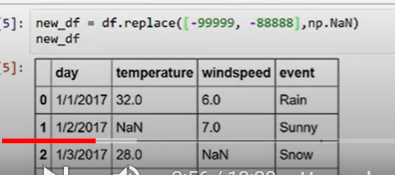 [5]: new_df = df.replace([-99999, -88888],np.NaN)
new_df
[5]:
day temperature windspeed event
0 1/1/2017 32.0 6.0 Rain
1 1/2/2017 NaN 7.0 Sunny
2 1/3/2017 28.0 NaN Snow